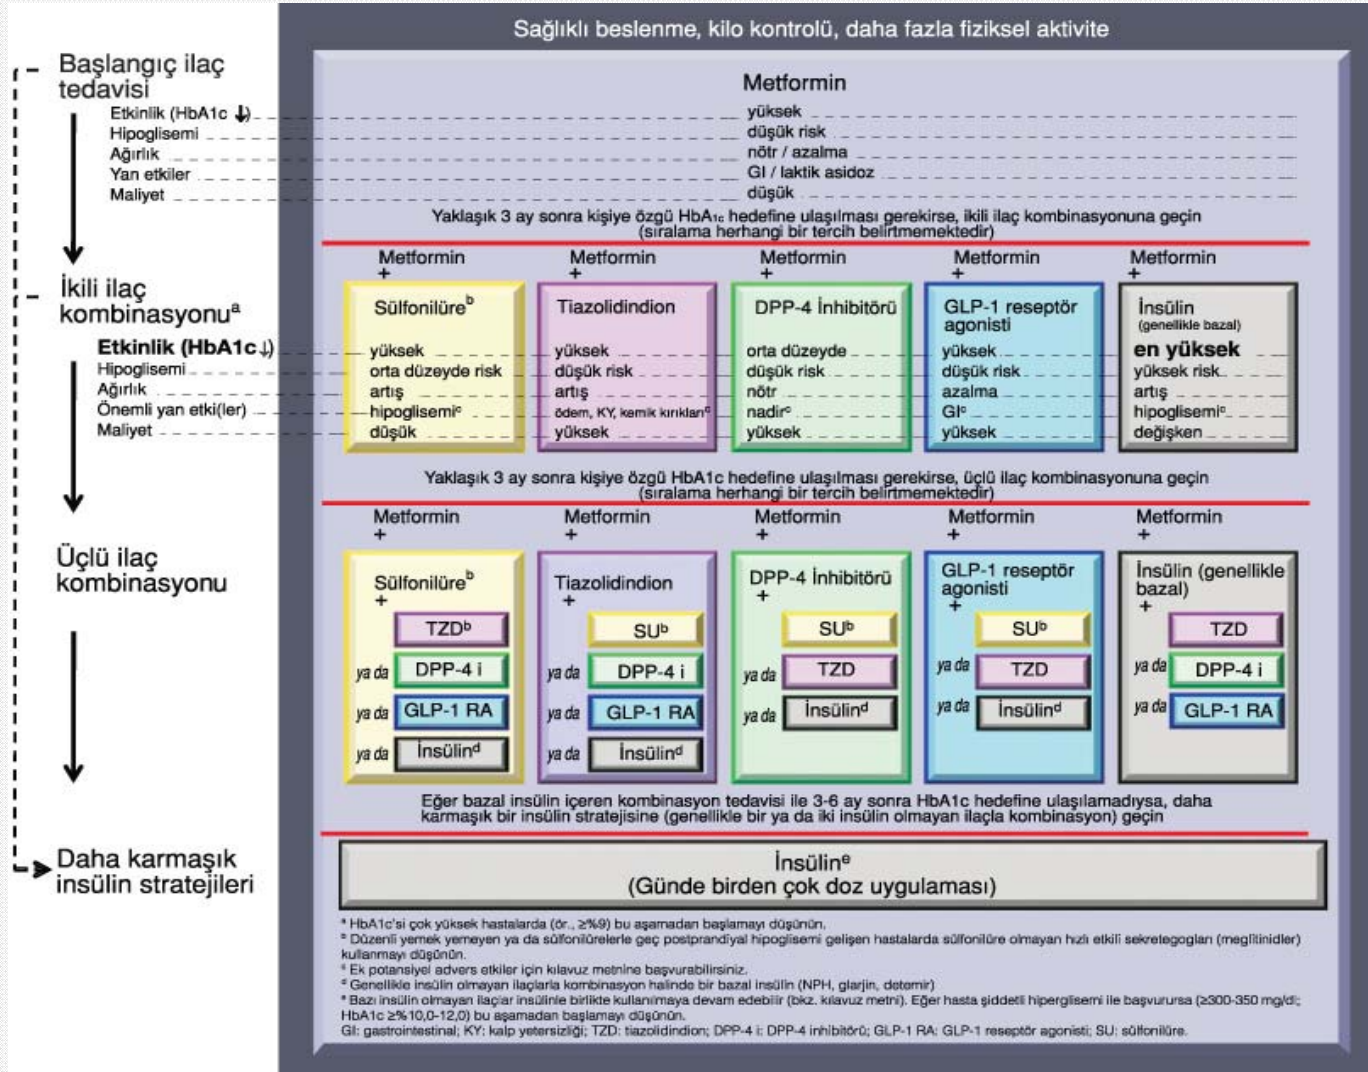 Sağlıklı beslenme, kilo kontrolü, daha fazla fiziksel aktivite
Başlangıç ilaç
tedavisi
Metformin
Etkinlik (HbA1c ↓) yüksek
Hipoglisemi düşük risk
Ağırlık nötr / azalma
Yan etkiler GI / laktik asidoz
Maliyet düşük
Yaklaşık 3 ay sonra kişiye özgü HbA1c hedefine ulaşılması gerekirse, ikili ilaç kombinasyonuna geçin
(sıralama herhangi bir tercih belirtmemektedir)
İkili ilaç
kombinasyonuᵃ
Metformin Metformin Metformin Metformin Metformin
+ + + + +
Sülfonilüreᵇ Tiazolidindion DPP-4 İnhibitörü GLP-1 reseptör İnsülin
agonisti (genellikle bazal)
Etkinlik (HbA1c↓) yüksek yüksek orta düzeyde yüksek en yüksek
Hipoglisemi orta düzeyde risk düşük risk düşük risk düşük risk yüksek risk
Ağırlık artış artış nötr azalma artış
Önemli yan etki(ler) hipoglisemiᶜ ödem, KY, kemik kırıklarıᶜ nadirᶜ GIᶜ hipoglisemiᶜ
Maliyet düşük yüksek yüksek yüksek değişken
Yaklaşık 3 ay sonra kişiye özgü HbA1c hedefine ulaşılması gerekirse, üçlü ilaç kombinasyonuna geçin
(sıralama herhangi bir tercih belirtmemektedir)
Üçlü ilaç
kombinasyonu
Metformin Metformin Metformin Metformin Metformin
+ + + + +
Sülfonilüreᵇ Tiazolidindion DPP-4 İnhibitörü GLP-1 reseptör İnsülin (genellikle
agonisti bazal)
+ + + + +
TZDᵇ SUᵇ SUᵇ SUᵇ TZD
ya da DPP-4 i ya da DPP-4 i ya da TZD ya da TZD ya da DPP-4 i
ya da GLP-1 RA ya da GLP-1 RA ya da İnsülinᵈ ya da İnsülinᵈ ya da GLP-1 RA
ya da İnsülinᵈ ya da İnsülinᵈ
Eğer bazal insülin içeren kombinasyon tedavisi ile 3-6 ay sonra HbA1c hedefine ulaşılamadıysa, daha
karmaşık bir insülin stratejisine (genellikle bir ya da iki insülin olmayan ilaçla kombinasyon) geçin
Daha karmaşık
insülin stratejileri
İnsülinᵉ
(Günde birden çok doz uygulaması)
ᵃ HbA1c'si çok yüksek hastalarda (ör., ≥%9) bu aşamadan başlamayı düşünün.
ᵇ Düzenli yemek yemeyen ya da sülfonilürelerle geç postprandiyal hipoglisemi gelişen hastalarda sülfonilüre olmayan hızlı etkili sekretegogları (meglitinidler)
kullanmayı düşünün.
ᶜ Ek potansiyel advers etkiler için kılavuz metnine başvurabilirsiniz.
ᵈ Genellikle insülin olmayan ilaçlarla kombinasyon halinde bir bazal insülin (NPH, glarjin, detemir)
ᵉ Bazı insülin olmayan ilaçlar insülinle birlikte kullanılmaya devam edebilir (bkz. kılavuz metni). Eğer hasta şiddetli hiperglisemi ile başvurursa (≥300-350 mg/dl;
HbA1c ≥%10,0-12,0) bu aşamadan başlamayı düşünün.
GI: gastrointestinal; KY: kalp yetersizliği; TZD: tiazolidindion; DPP-4 i: DPP-4 inhibitörü; GLP-1 RA: GLP-1 reseptör agonisti; SU: sülfonilüre.